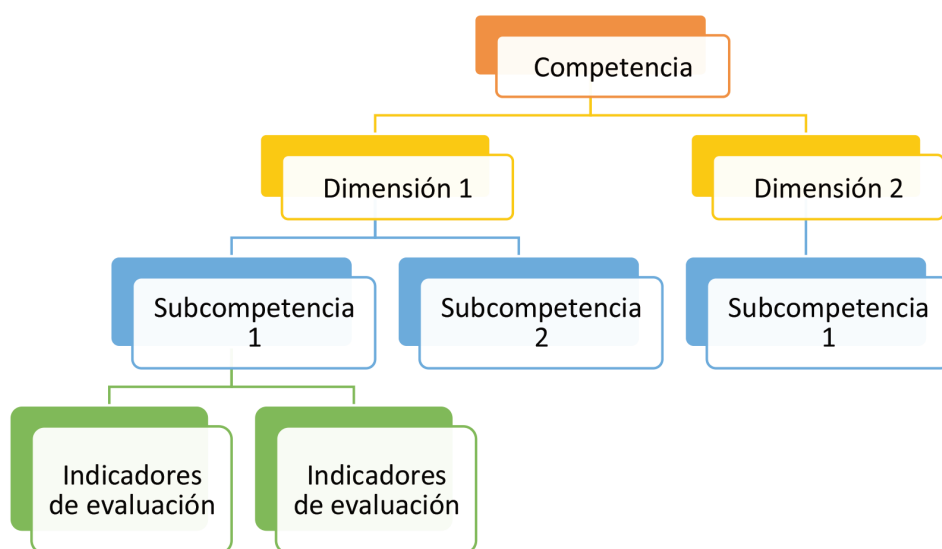 Competencia
Dimensión 1
Dimensión 2
Subcompetencia
1
Subcompetencia
2
Subcompetencia
1
Indicadores
de evaluación
Indicadores
de evaluación